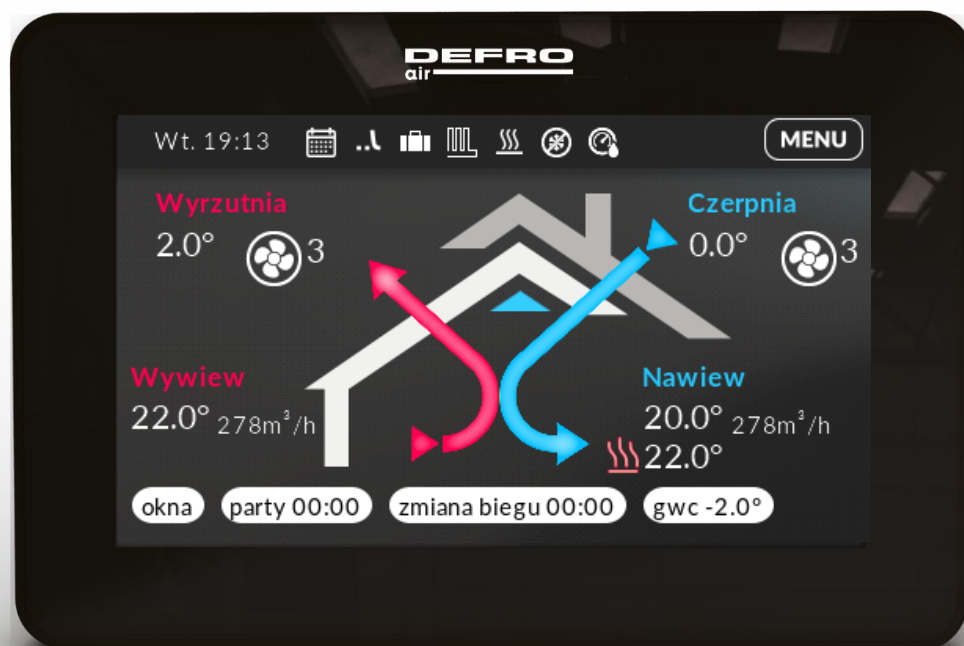 DEFRO
air
Wt. 19:13
MENU
Wyrzutnia
2.0°
3
Czerpnia
0.0°
3
Wywiew
22.0° 278m³/h
Nawiew
20.0° 278m³/h
22.0°
okna
party 00:00
zmiana biegu 00:00
gwc -2.0°